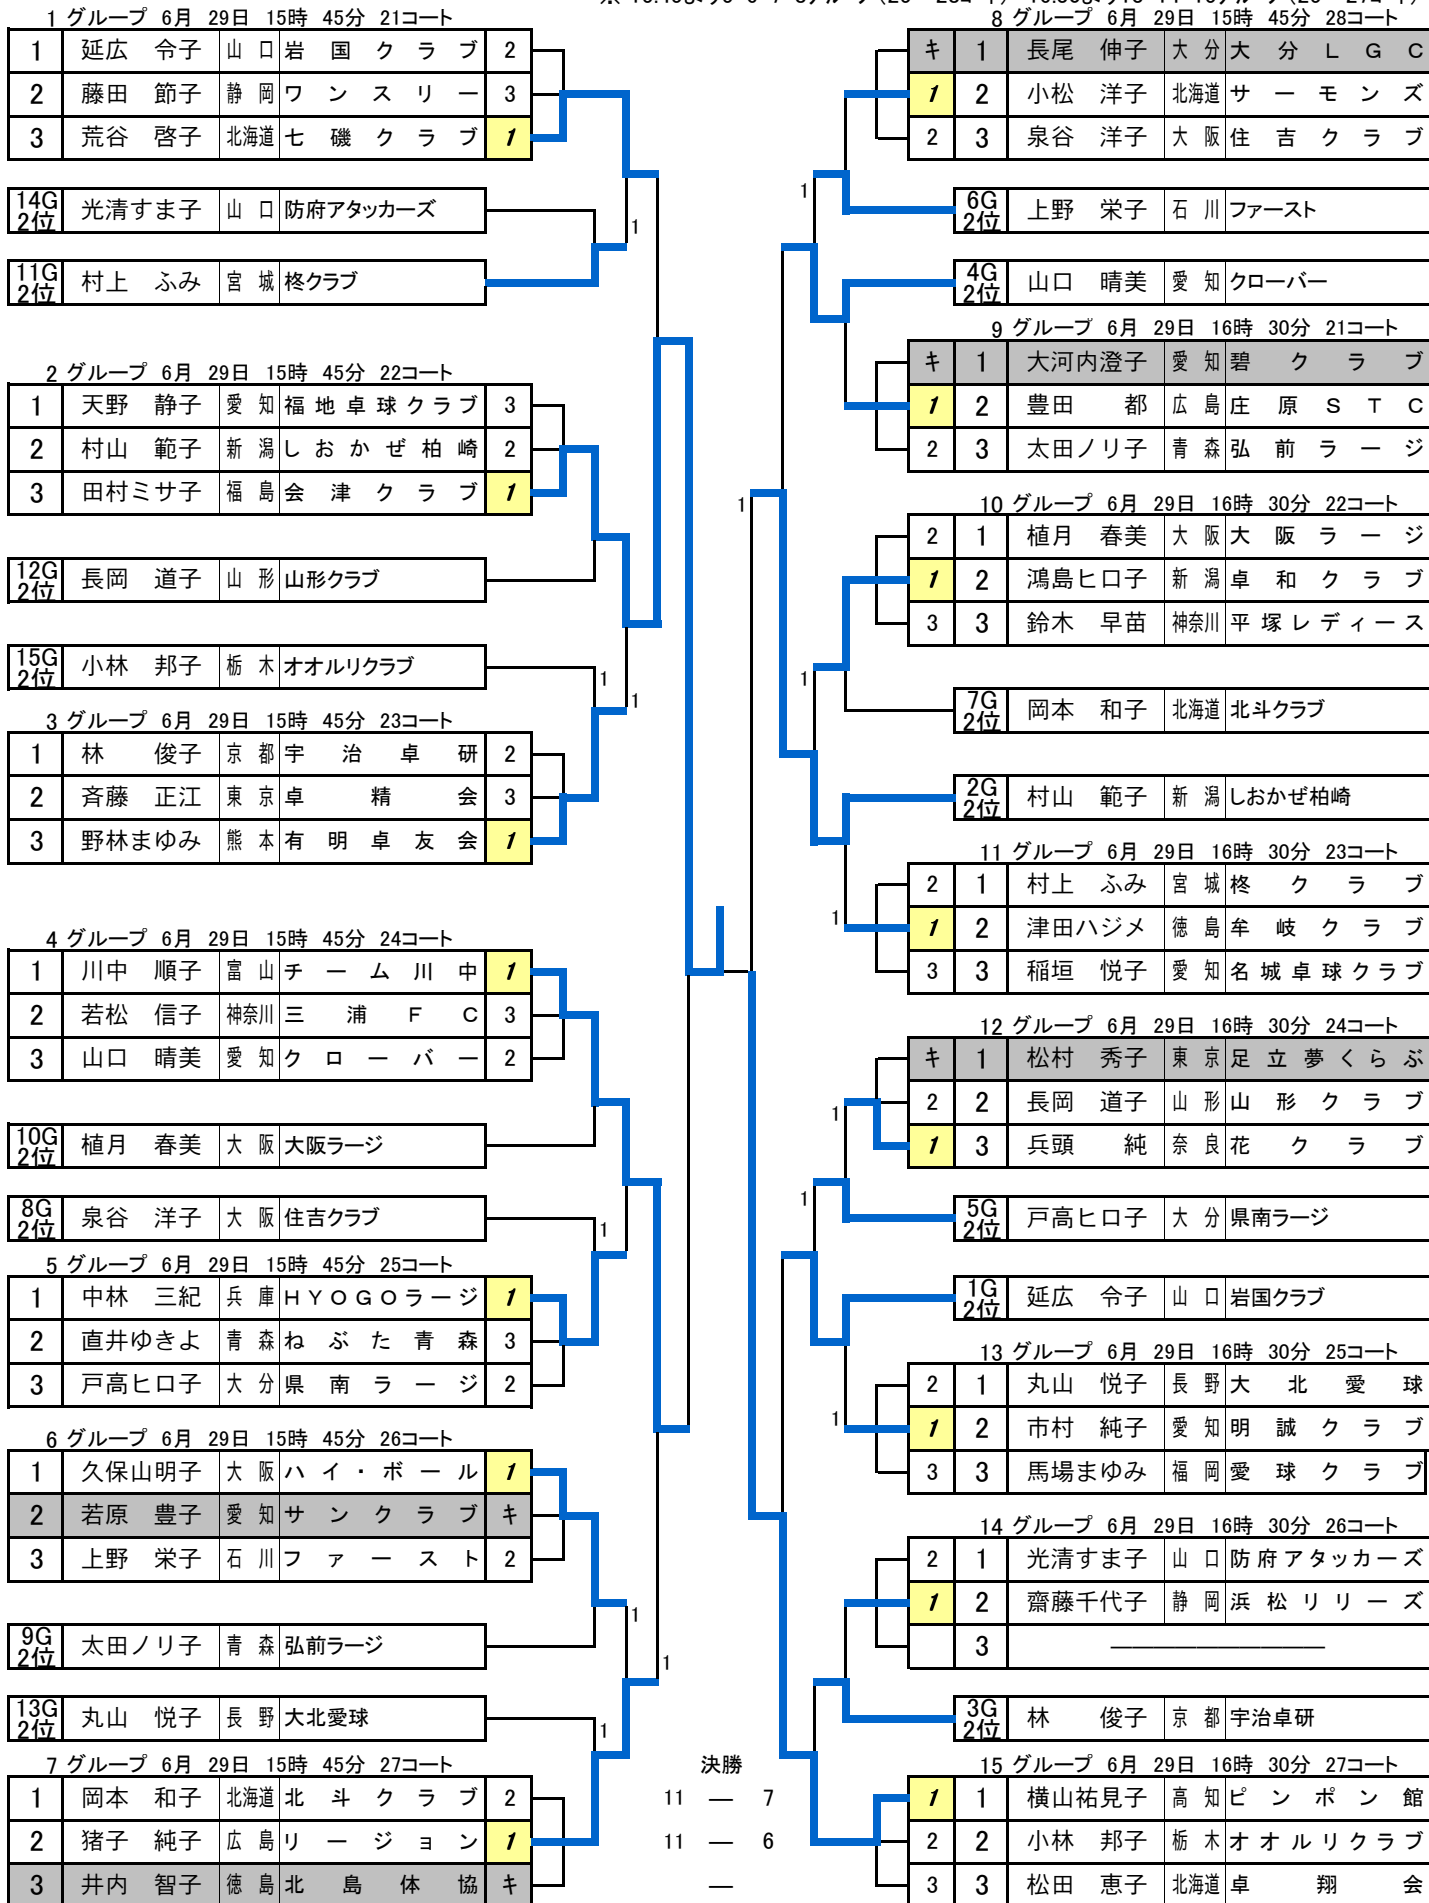 1 グループ 6月 29日 15時 45分 21コート
1 延広 令子 山口 岩国クラブ 2
2 藤田 節子 静岡 ワンスリー 3
3 荒谷 啓子 北海道 七磯クラブ 1
14G 2位 光清すま子 山口 防府アタッカーズ
1
11G 2位 村上 ふみ 宮城 柊クラブ
2 グループ 6月 29日 15時 45分 22コート
1 天野 静子 愛知 福地卓球クラブ 3
2 村山 範子 新潟 しおかぜ柏崎 2
3 田村ミサ子 福島 会津クラブ 1
12G 2位 長岡 道子 山形 山形クラブ
15G 2位 小林 邦子 栃木 オオルリクラブ
1
1
3 グループ 6月 29日 15時 45分 23コート
1 林 俊子 京都 宇治卓研 2
2 斉藤 正江 東京 卓精会 3
3 野林まゆみ 熊本 有明卓友会 1
4 グループ 6月 29日 15時 45分 24コート
1 川中 順子 富山 チーム川中 1
2 若松 信子 神奈川 三浦FC 3
3 山口 晴美 愛知 クローバー 2
10G 2位 植月 春美 大阪 大阪ラージ
8G 2位 泉谷 洋子 大阪 住吉クラブ
1
5 グループ 6月 29日 15時 45分 25コート
1 中林 三紀 兵庫 HYOGOラージ 1
2 直井ゆきよ 青森 ねぶた青森 3
3 戸高ヒロ子 大分 県南ラージ 2
6 グループ 6月 29日 15時 45分 26コート
1 久保山明子 大阪 ハイ・ボール 1
2 若原 豊子 愛知 サンクラブ キ
3 上野 栄子 石川 ファースト 2
1
9G 2位 太田ノリ子 青森 弘前ラージ
1
13G 2位 丸山 悦子 長野 大北愛球
1
7 グループ 6月 29日 15時 45分 27コート
1 岡本 和子 北海道 北斗クラブ 2
2 猪子 純子 広島 リージョン 1
3 井内 智子 徳島 北島体協 キ
決勝
11 ― 7
11 ― 6
―
8 グループ 6月 29日 15時 45分 28コート
キ 1 長尾 伸子 大分 大分LGC
1 2 小松 洋子 北海道 サーモンズ
2 3 泉谷 洋子 大阪 住吉クラブ
1
6G 2位 上野 栄子 石川 ファースト
4G 2位 山口 晴美 愛知 クローバー
9 グループ 6月 29日 16時 30分 21コート
キ 1 大河内澄子 愛知 碧クラブ
1 2 豊田 都 広島 庄原STC
2 3 太田ノリ子 青森 弘前ラージ
1
10 グループ 6月 29日 16時 30分 22コート
2 1 植月 春美 大阪 大阪ラージ
1 2 鴻島ヒロ子 新潟 卓和クラブ
3 3 鈴木 早苗 神奈川 平塚レディース
1
7G 2位 岡本 和子 北海道 北斗クラブ
2G 2位 村山 範子 新潟 しおかぜ柏崎
11 グループ 6月 29日 16時 30分 23コート
2 1 村上 ふみ 宮城 柊クラブ
1
1 2 津田ハジメ 徳島 牟岐クラブ
3 3 稲垣 悦子 愛知 名城卓球クラブ
12 グループ 6月 29日 16時 30分 24コート
キ 1 松村 秀子 東京 足立夢くらぶ
2 2 長岡 道子 山形 山形クラブ
1
1 3 兵頭 純 奈良 花クラブ
1
5G 2位 戸高ヒロ子 大分 県南ラージ
1G 2位 延広 令子 山口 岩国クラブ
13 グループ 6月 29日 16時 30分 25コート
2 1 丸山 悦子 長野 大北愛球
1
1 2 市村 純子 愛知 明誠クラブ
3 3 馬場まゆみ 福岡 愛球クラブ
14 グループ 6月 29日 16時 30分 26コート
2 1 光清すま子 山口 防府アタッカーズ
1 2 齋藤千代子 静岡 浜松リリーズ
3 ――――――――――
3G 2位 林 俊子 京都 宇治卓研
15 グループ 6月 29日 16時 30分 27コート
1 1 横山祐見子 高知 ピンポン館
2 2 小林 邦子 栃木 オオルリクラブ
3 3 松田 恵子 北海道 卓翔会